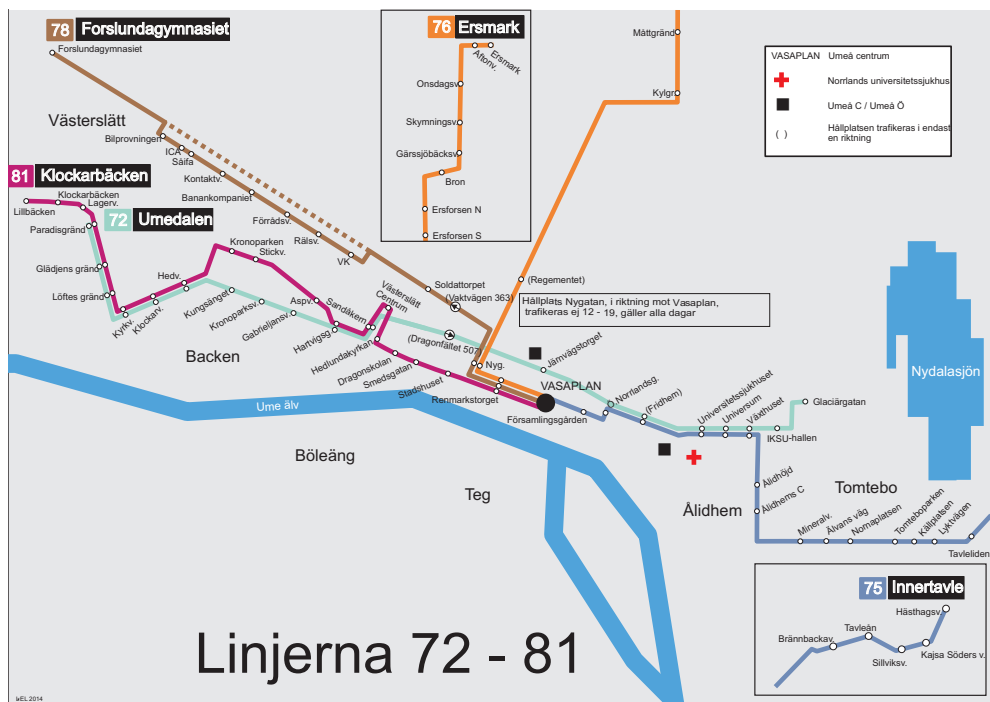 78 Forslundagymnasiet
Forslundagymnasiet
Västerslätt
Bilprovningen
ICA
Säifa
Kontaktv.
Banankompaniet
Förrådsv.
Rälsv.
VK
Soldattorpet
(Vaktvägen 363)
81 Klockarbäcken
Klockarbäcken
Lillbäcken
Lagerv.
72 Umedalen
Paradisgränd
Glädjens gränd
Löftes gränd
Kyrkv.
Klockarv.
Hedv.
Kronoparken
Stickv.
Kungsänget
Kronoparksv.
Gabrieljansv.
Aspv.
Hartvigsg
Sandåkern
Hedlundakyrkan
Västerslätt
Centrum
Dragonskolan
Smedsgatan
Stadshuset
Renmarkstorget
(Dragonfältet 507)
Backen
Ume älv
Böleäng
Teg
76 Ersmark
Ersmark
Aftonv.
Onsdagsv
Skymningsv.
Gärssjöbäcksv.
Bron
Ersforsen N
Ersforsen S
Måttgränd
Kylgr
(Regementet)
VASAPLAN Umeå centrum
Norrlands universitetssjukhus
Umeå C / Umeå Ö
( ) Hållplatsen trafikeras i endast
en riktning
Hållplats Nygatan, i riktning mot Vasaplan,
trafikeras ej 12 - 19, gäller alla dagar
Nyg.
Järnvägstorget
VASAPLAN
Församlingsgården
Norrlandsg.
(Fridhem)
Universitetssjukhuset
Universum
Växthuset
IKSU-hallen
Glaciärgatan
Nydalasjön
Ålidhöjd
Ålidhems C
Ålidhem
Tomtebo
Mineralv.
Älvans väg
Nornaplatsen
Tomteboparken
Källplatsen
Lyktvägen
Tavleliden
75 Innertavle
Hästhagsv.
Tavleån
Brännbackav.
Sillviksv.
Kajsa Söders v.
Linjerna 72 - 81